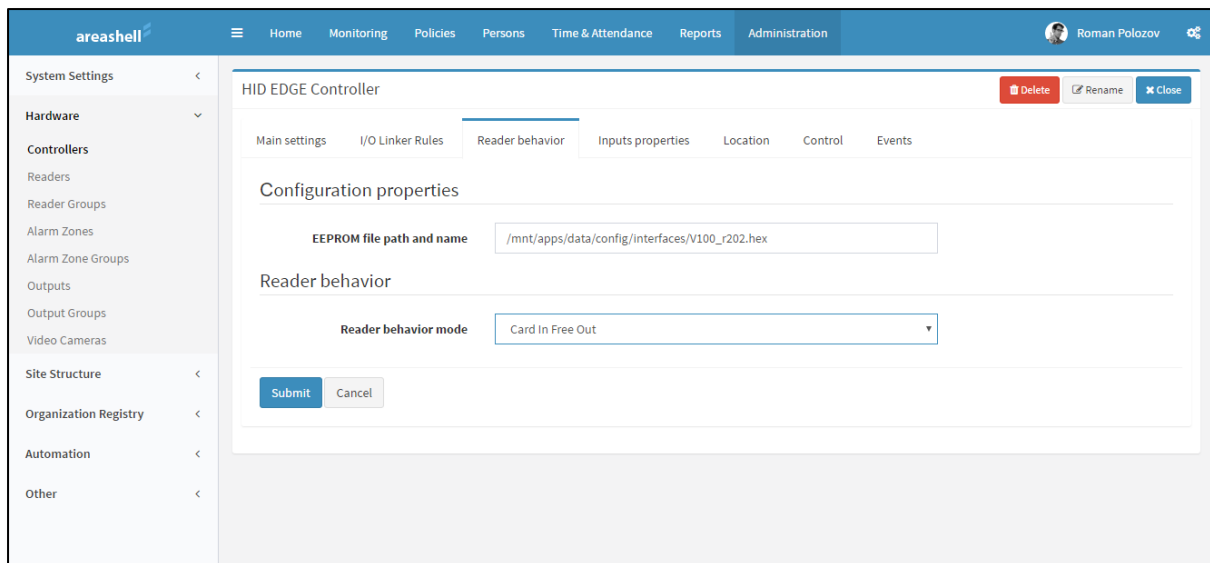 areashell
Home Monitoring Policies Persons Time & Attendance Reports Administration Roman Polozov
System Settings
Hardware
Controllers
Readers
Reader Groups
Alarm Zones
Alarm Zone Groups
Outputs
Output Groups
Video Cameras
Site Structure
Organization Registry
Automation
Other
HID EDGE Controller
Delete Rename Close
Main settings I/O Linker Rules Reader behavior Inputs properties Location Control Events
Configuration properties
EEPROM file path and name /mnt/apps/data/config/interfaces/V100_r202.hex
Reader behavior
Reader behavior mode Card In Free Out
Submit Cancel